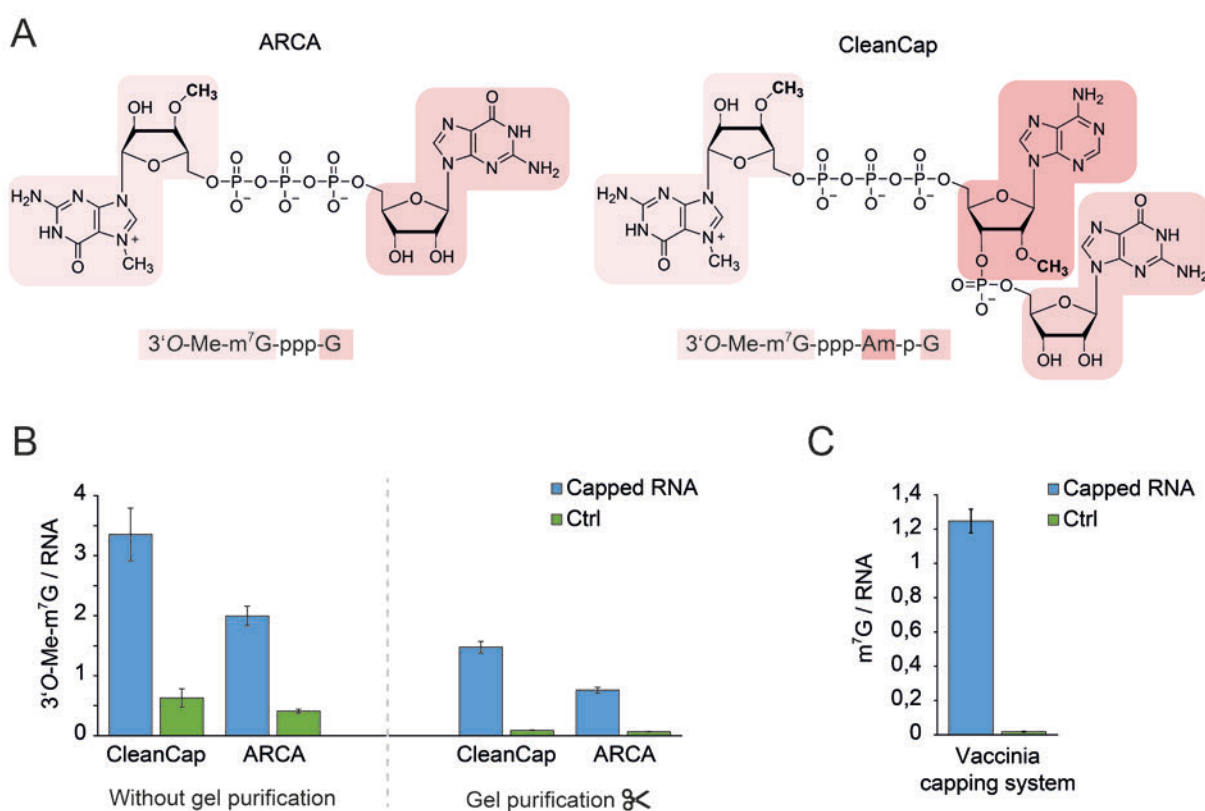 A
ARCA
CleanCap
OH
O
CH₃
O
H₂N
N
N
HN
N
N
+
O
CH₃
O
O
O
O
P
O
P
O
P
O
O⁻
O⁻
O⁻
O
N
NH
N
N
NH₂
O
OH OH
OH
O
CH₃
O
H₂N
N
N
HN
N
N
+
O
CH₃
O
O
O
O
P
O
P
O
P
O
O⁻
O⁻
O⁻
NH₂
N
N
N
N
O
O
O
CH₃
O=P
O
O⁻
O
N
NH
N
N
NH₂
O
OH OH
3‘O-Me-m⁷G-ppp-G
3‘O-Me-m⁷G-ppp-Am-p-G
B
3‘O-Me-m⁷G / RNA
4
3
2
1
0
Capped RNA
Ctrl
CleanCap ARCA
CleanCap ARCA
Without gel purification
Gel purification
C
m⁷G / RNA
1,4
1,2
1
0,8
0,6
0,4
0,2
0
Capped RNA
Ctrl
Vaccinia
capping system